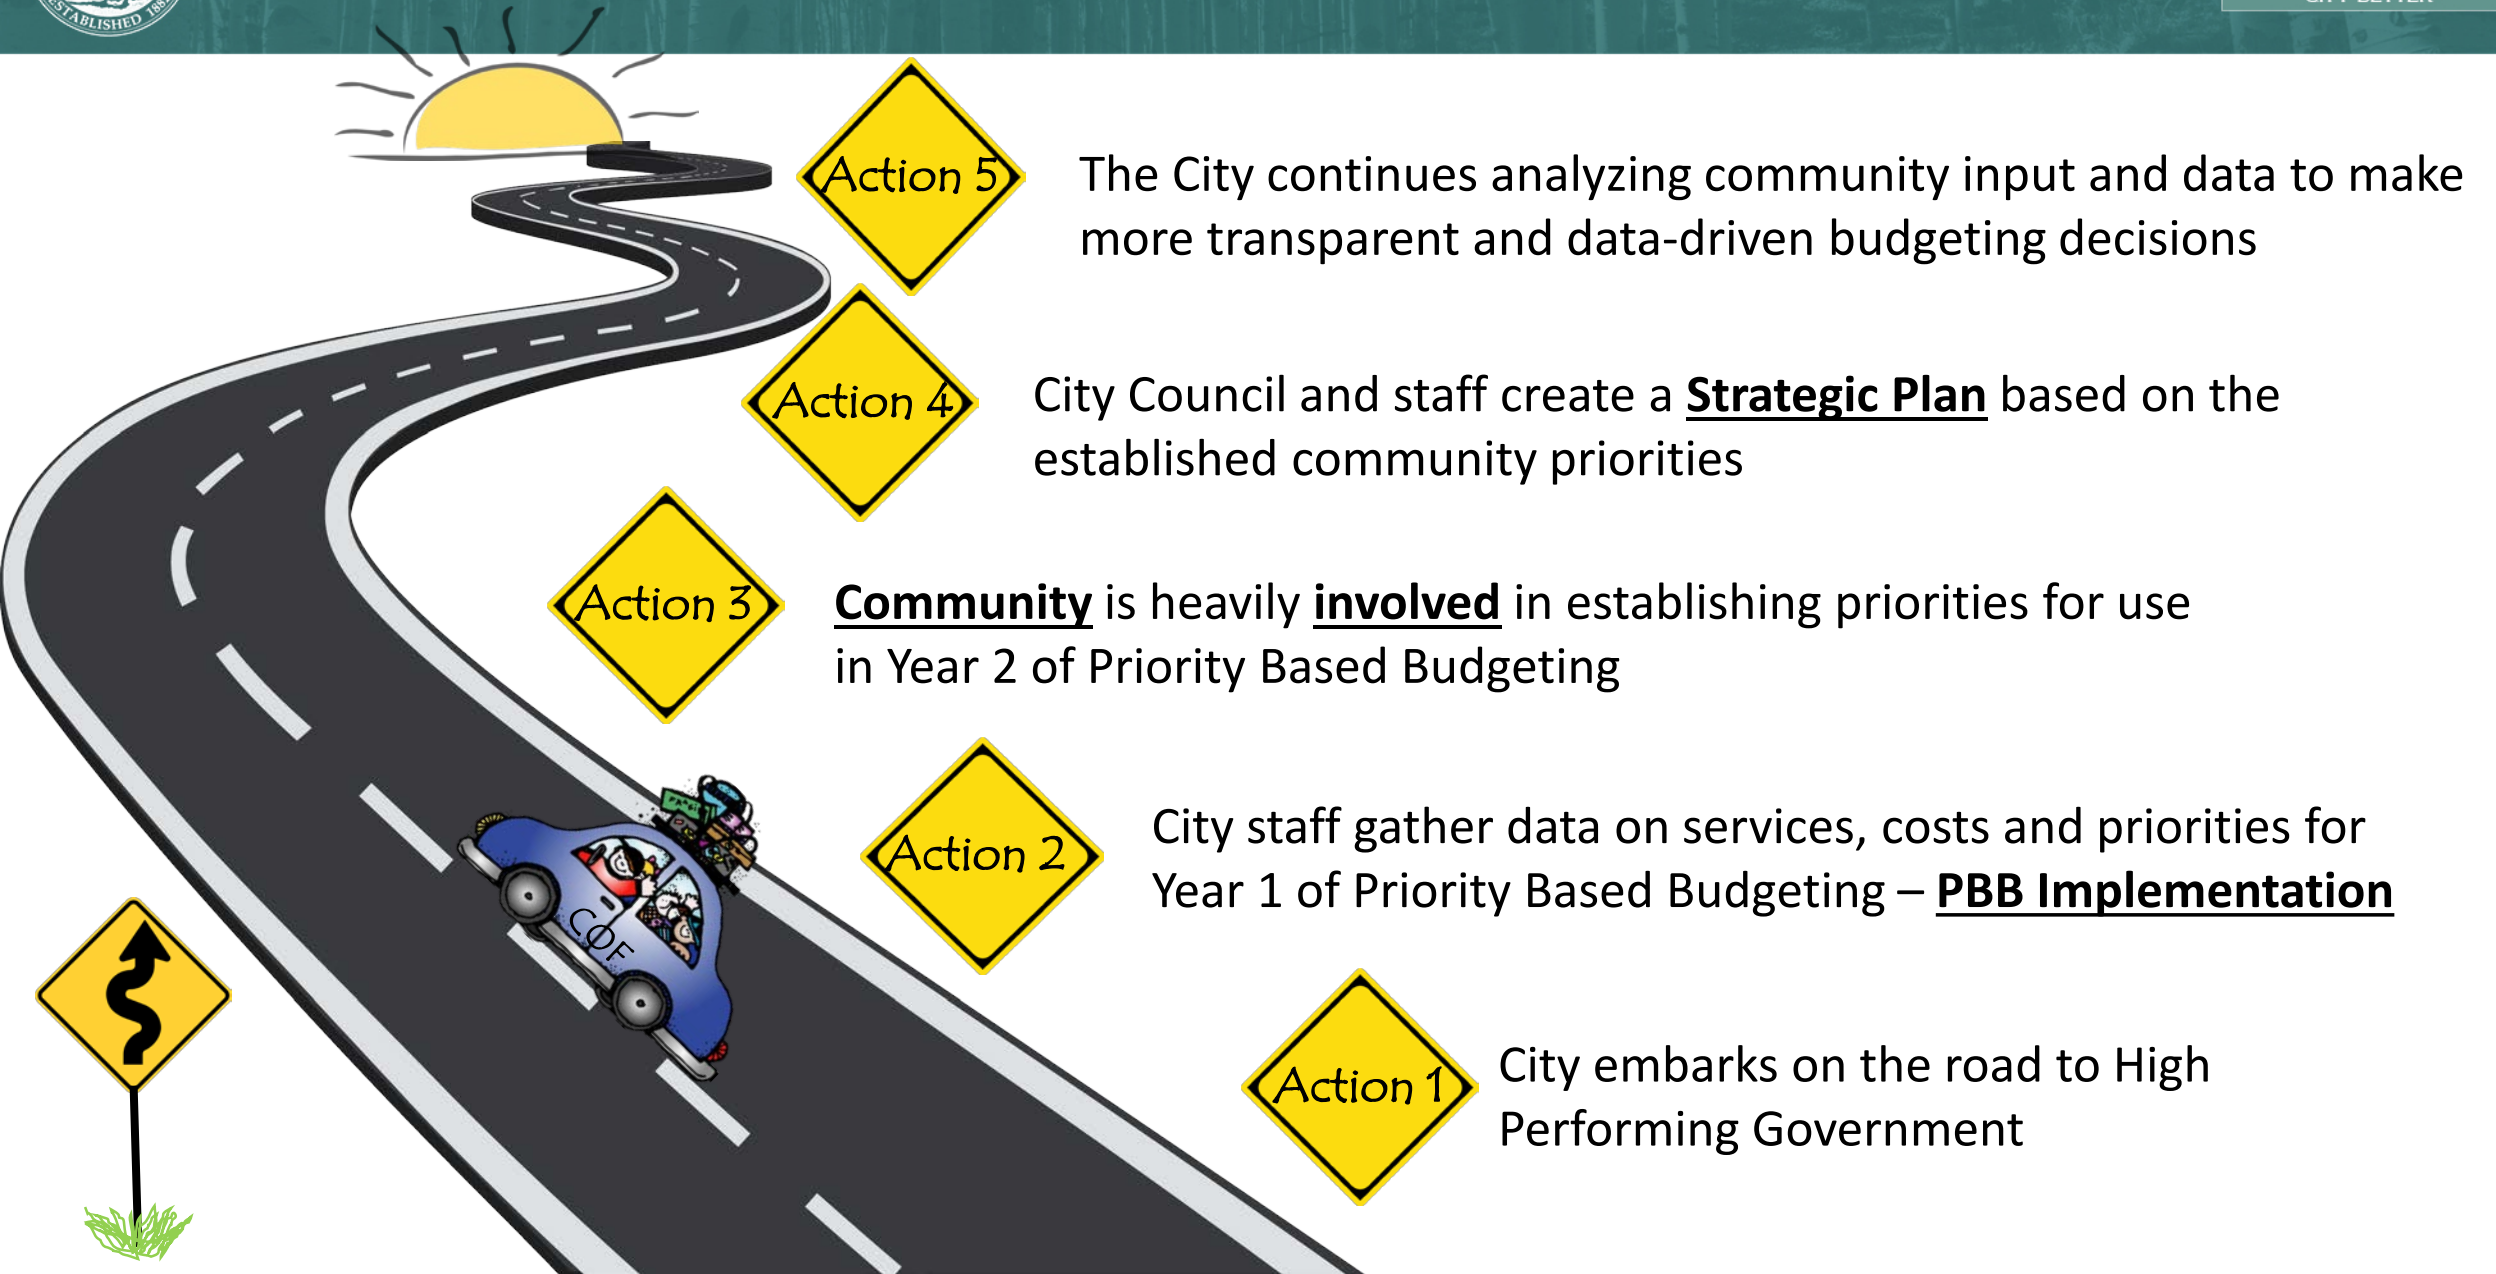 ESTABLISHED 188
CITY BETTER
Action 5
The City continues analyzing community input and data to make
more transparent and data-driven budgeting decisions
Action 4
City Council and staff create a Strategic Plan based on the
established community priorities
Action 3
Community is heavily involved in establishing priorities for use
in Year 2 of Priority Based Budgeting
Action 2
City staff gather data on services, costs and priorities for
Year 1 of Priority Based Budgeting – PBB Implementation
COF
Action 1
City embarks on the road to High
Performing Government